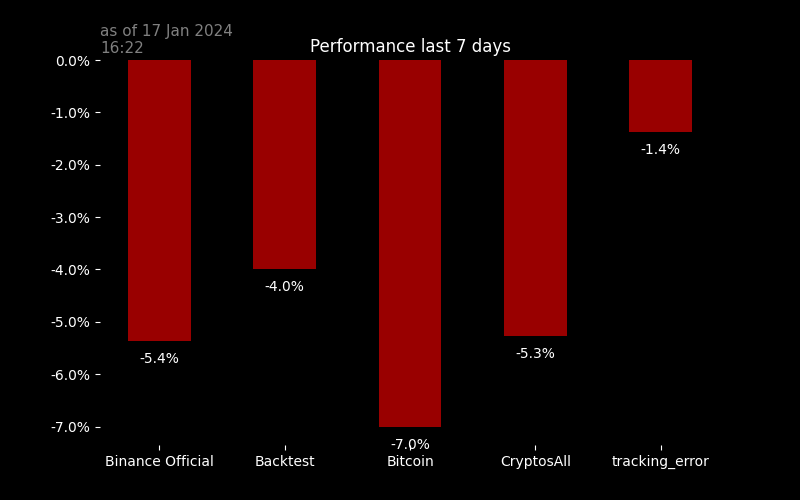 as of 17 Jan 2024
16:22
Performance last 7 days
0.0%
-1.0%
-2.0%
-3.0%
-4.0%
-5.0%
-6.0%
-7.0%
-5.4%
-4.0%
-7.0%
-5.3%
-1.4%
Binance Official
Backtest
Bitcoin
CryptosAll
tracking_error